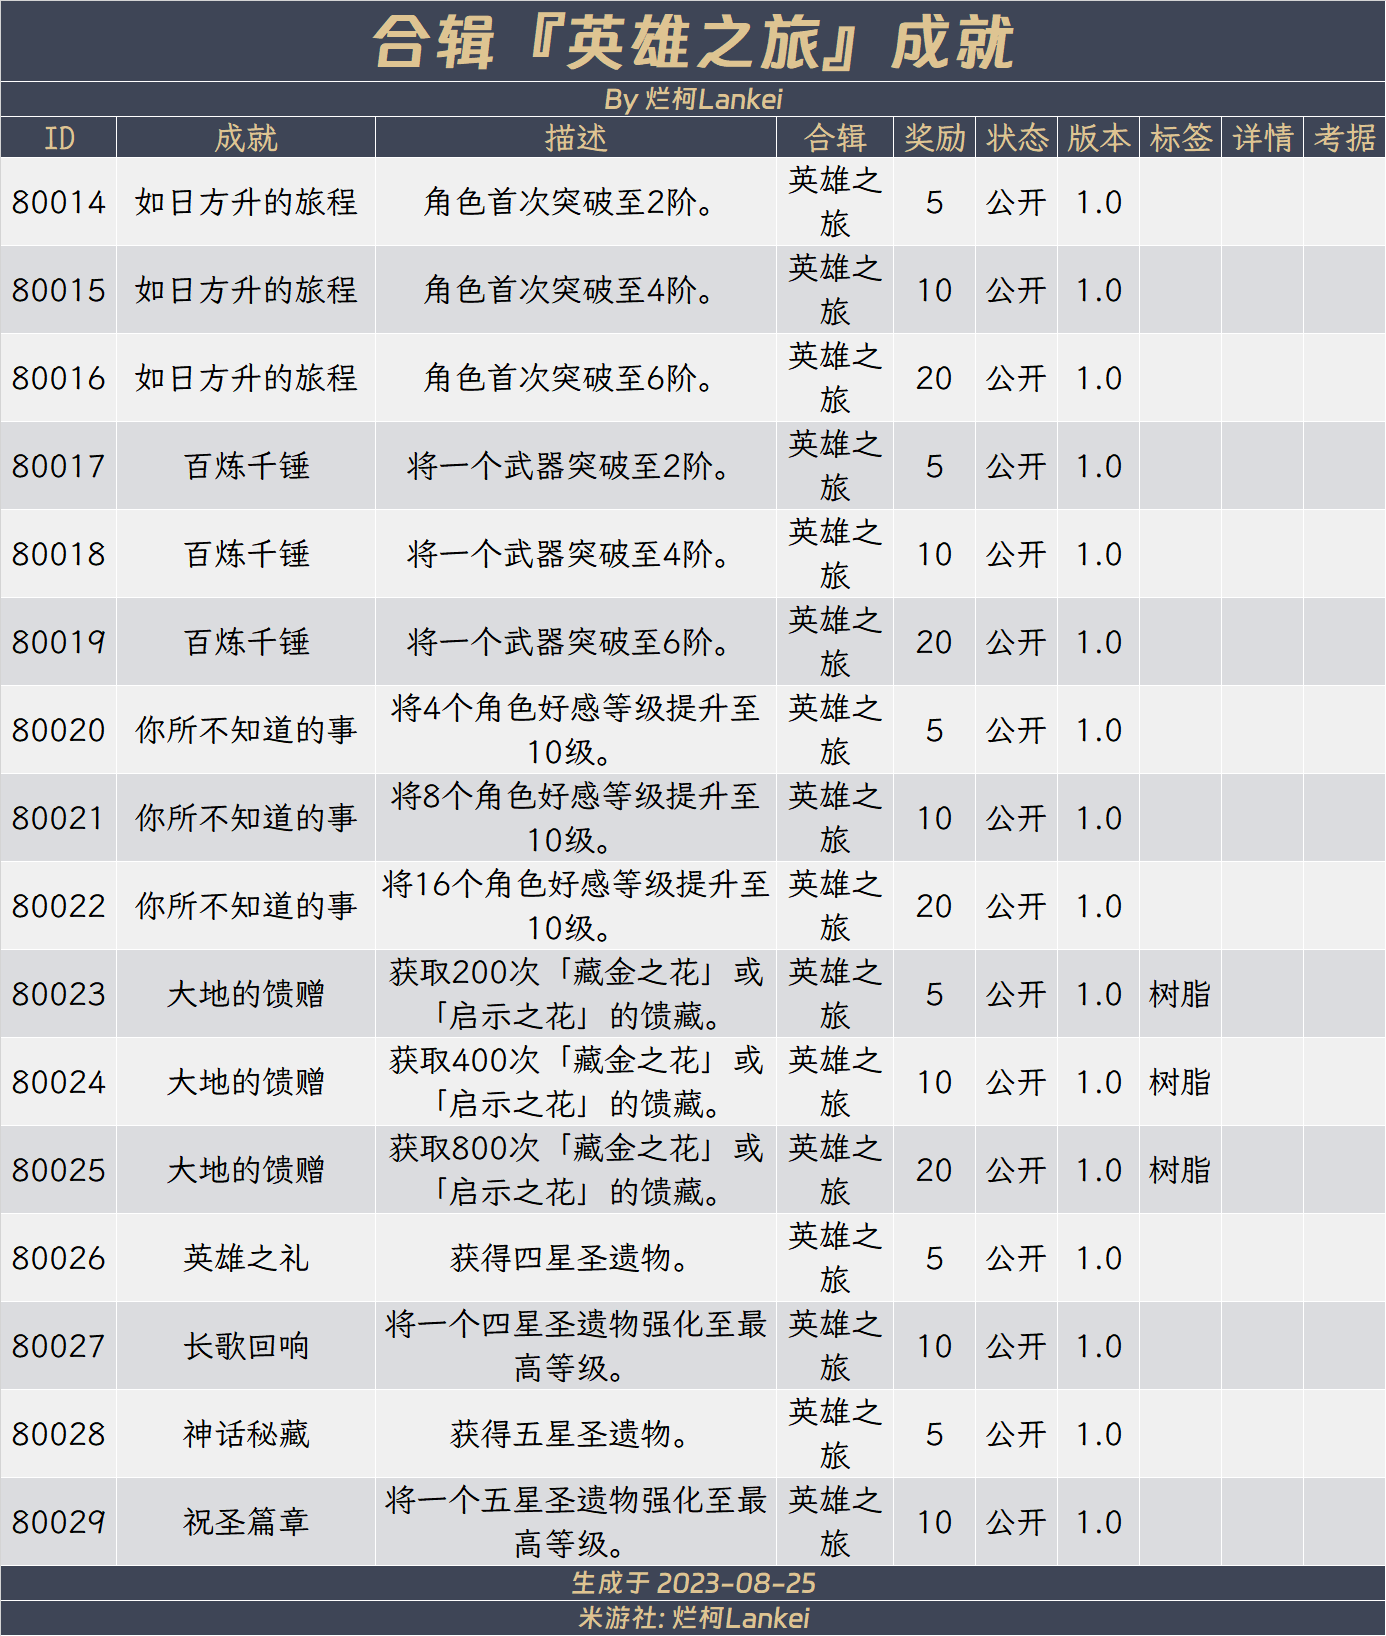 合辑『英雄之旅』成就
By 烂柯Lankei
ID 成就 描述 合辑 奖励 状态 版本 标签 详情 考据
80014 如日方升的旅程 角色首次突破至2阶。 英雄之旅 5 公开 1.0
80015 如日方升的旅程 角色首次突破至4阶。 英雄之旅 10 公开 1.0
80016 如日方升的旅程 角色首次突破至6阶。 英雄之旅 20 公开 1.0
80017 百炼千锤 将一个武器突破至2阶。 英雄之旅 5 公开 1.0
80018 百炼千锤 将一个武器突破至4阶。 英雄之旅 10 公开 1.0
80019 百炼千锤 将一个武器突破至6阶。 英雄之旅 20 公开 1.0
80020 你所不知道的事 将4个角色好感等级提升至10级。 英雄之旅 5 公开 1.0
80021 你所不知道的事 将8个角色好感等级提升至10级。 英雄之旅 10 公开 1.0
80022 你所不知道的事 将16个角色好感等级提升至10级。 英雄之旅 20 公开 1.0
80023 大地的馈赠 获取200次「藏金之花」或「启示之花」的馈藏。 英雄之旅 5 公开 1.0 树脂
80024 大地的馈赠 获取400次「藏金之花」或「启示之花」的馈藏。 英雄之旅 10 公开 1.0 树脂
80025 大地的馈赠 获取800次「藏金之花」或「启示之花」的馈藏。 英雄之旅 20 公开 1.0 树脂
80026 英雄之礼 获得四星圣遗物。 英雄之旅 5 公开 1.0
80027 长歌回响 将一个四星圣遗物强化至最高等级。 英雄之旅 10 公开 1.0
80028 神话秘藏 获得五星圣遗物。 英雄之旅 5 公开 1.0
80029 祝圣篇章 将一个五星圣遗物强化至最高等级。 英雄之旅 10 公开 1.0
生成于 2023-08-25
米游社: 烂柯Lankei